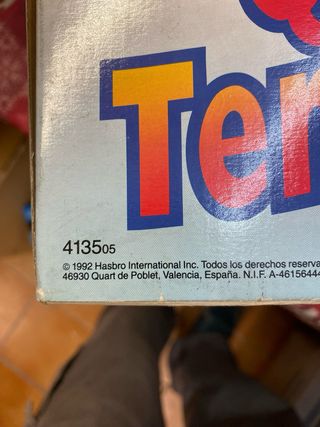 Ter
413505
© 1992 Hasbro International Inc. Todos los derechos reserva
46930 Quart de Poblet, Valencia, España. N.I.F. A-4615644